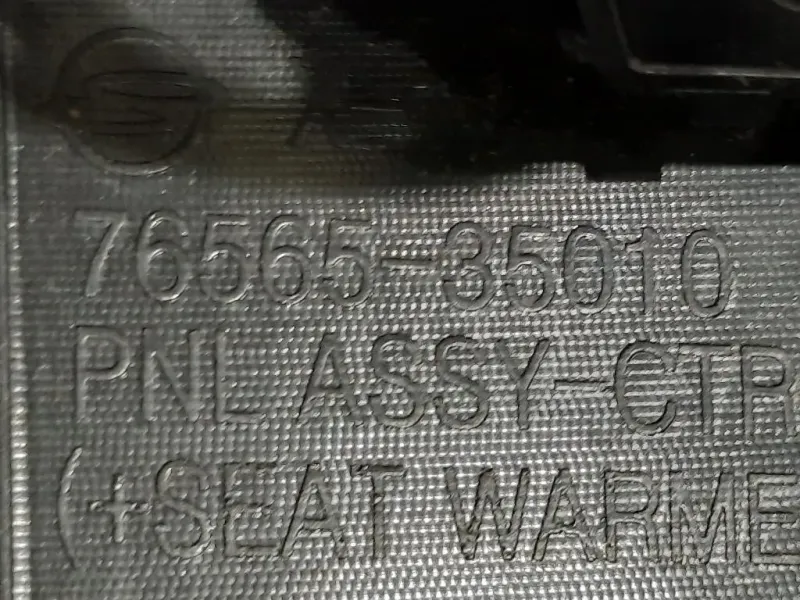 76565-35010
PNL ASSY-CTR
(+SEAT WARME